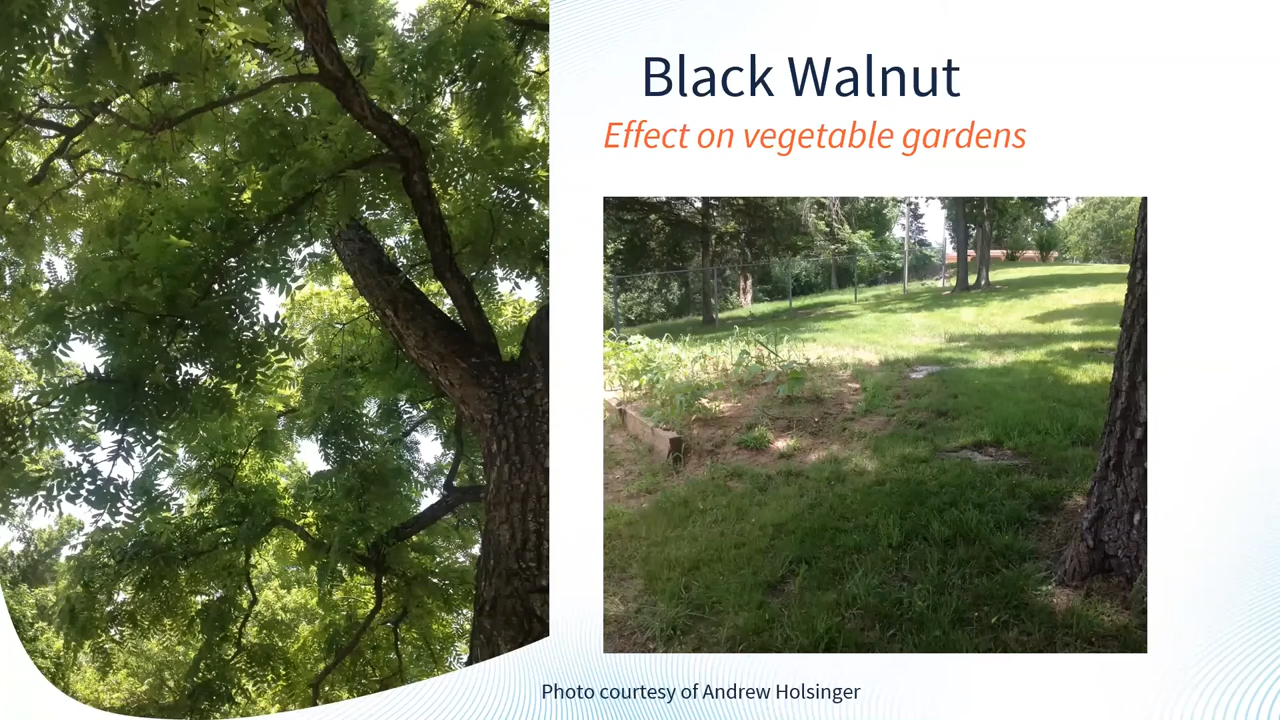 Black Walnut
Effect on vegetable gardens
Photo courtesy of Andrew Holsinger